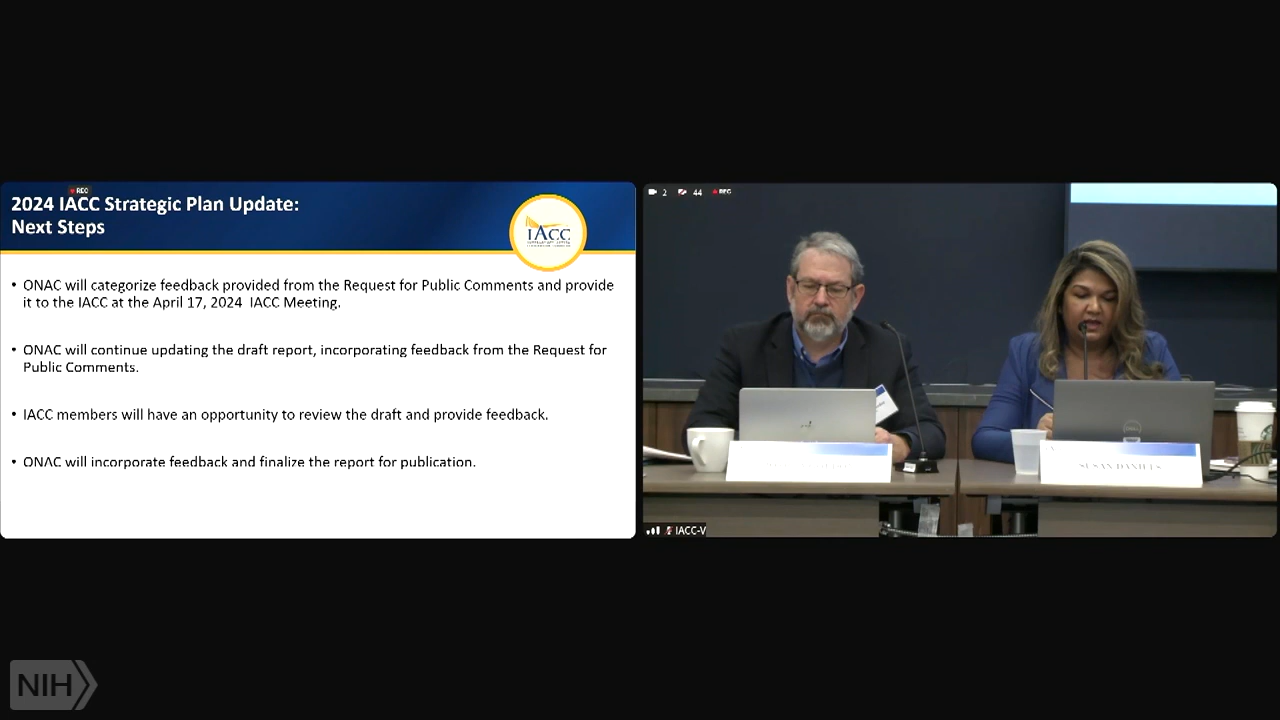 REC
2024 IACC Strategic Plan Update:
Next Steps
IACC
• ONAC will categorize feedback provided from the Request for Public Comments and provide
it to the IACC at the April 17, 2024 IACC Meeting.
• ONAC will continue updating the draft report, incorporating feedback from the Request for
Public Comments.
• IACC members will have an opportunity to review the draft and provide feedback.
• ONAC will incorporate feedback and finalize the report for publication.
2 44 REC
SUSAN DANIELS
IACC-V
NIH